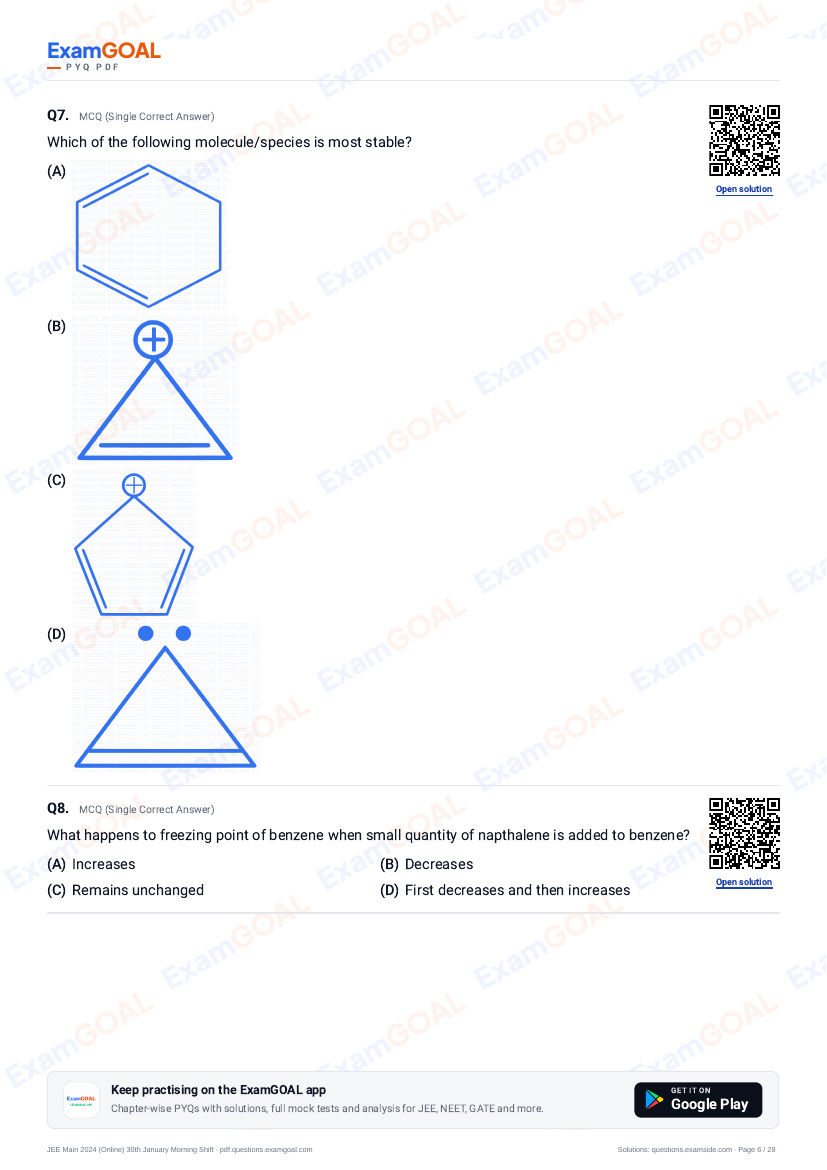 ExamGOAL
PYQ PDF
Q7. MCQ (Single Correct Answer)
Which of the following molecule/species is most stable?
Open solution
(A)
(B)
(C)
(D)
Q8. MCQ (Single Correct Answer)
What happens to freezing point of benzene when small quantity of napthalene is added to benzene?
(A) Increases (B) Decreases
(C) Remains unchanged (D) First decreases and then increases
Open solution
Keep practising on the ExamGOAL app
Chapter-wise PYQs with solutions, full mock tests and analysis for JEE, NEET, GATE and more.
GET IT ON
Google Play
JEE Main 2024 (Online) 30th January Morning Shift · pdf.questions.examgoal.com
Solutions: questions.examside.com · Page 6 / 28